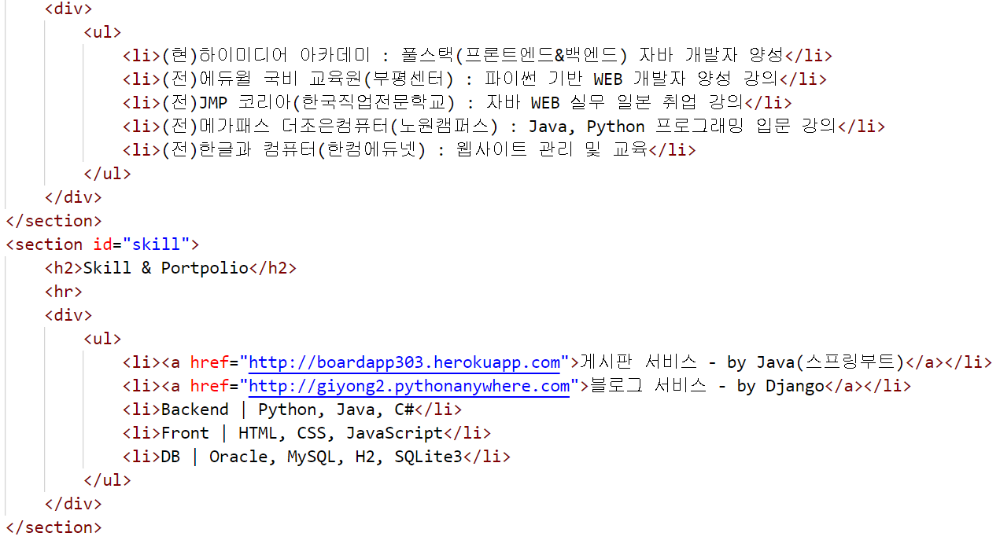 <div>
<ul>
<li>(현)하이미디어 아카데미 : 풀스택(프론트엔드&백엔드) 자바 개발자 양성</li>
<li>(전)에듀윌 국비 교육원(부평센터) : 파이썬 기반 WEB 개발자 양성 강의</li>
<li>(전)JMP 코리아(한국직업전문학교) : 자바 WEB 실무 일본 취업 강의</li>
<li>(전)메가패스 더조은컴퓨터(노원캠퍼스) : Java, Python 프로그래밍 입문 강의</li>
<li>(전)한글과 컴퓨터(한컴에듀넷) : 웹사이트 관리 및 교육</li>
</ul>
</div>
</section>
<section id="skill">
<h2>Skill & Portpolio</h2>
<hr>
<div>
<ul>
<li><a href="http://boardapp303.herokuapp.com">게시판 서비스 - by Java(스프링부트)</a></li>
<li><a href="http://giyong2.pythonanywhere.com">블로그 서비스 - by Django</a></li>
<li>Backend | Python, Java, C#</li>
<li>Front | HTML, CSS, JavaScript</li>
<li>DB | Oracle, MySQL, H2, SQLite3</li>
</ul>
</div>
</section>